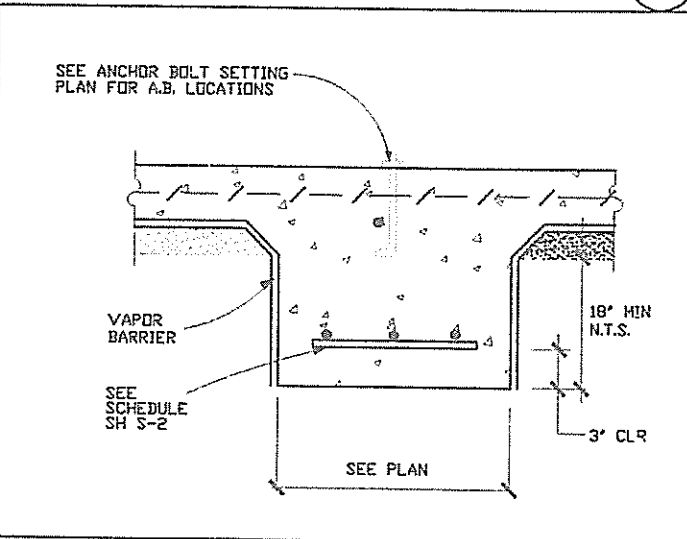 SEE ANCHOR BOLT SETTING
PLAN FOR A.B. LOCATIONS
VAPOR
BARRIER
SEE
SCHEDULE
SH S-2
18" MIN
N.T.S.
3" CLR
SEE PLAN